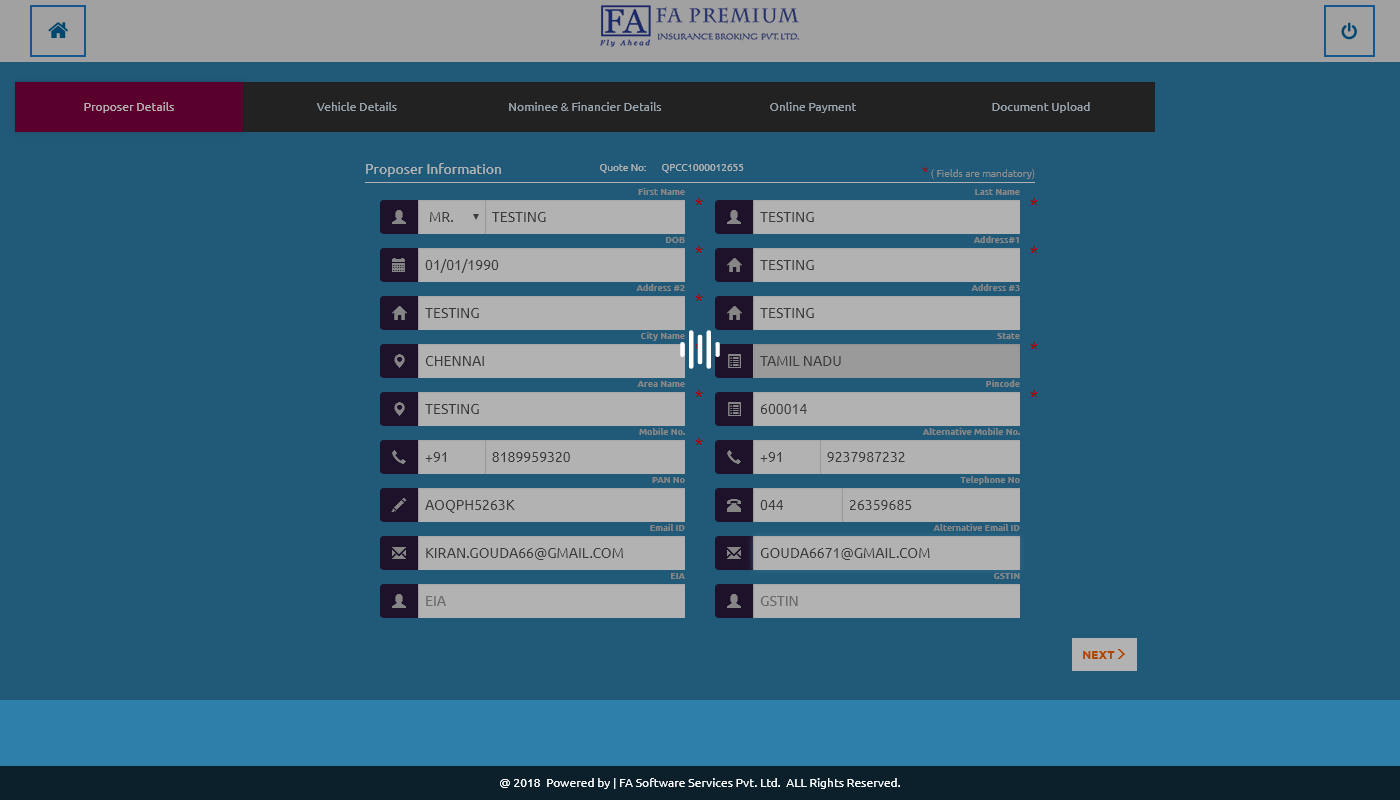 FA FA PREMIUM
Fly Ahead INSURANCE BROKING PVT. LTD.
Proposer Details Vehicle Details Nominee & Financier Details Online Payment Document Upload
Proposer Information Quote No: QPCC1000012655 * ( Fields are mandatory)
First Name Last Name
MR. TESTING * TESTING *
DOB Address#1
01/01/1990 * TESTING *
Address #2 Address #3
TESTING * TESTING
City Name State
CHENNAI TAMIL NADU *
Area Name Pincode
TESTING * 600014 *
Mobile No. Alternative Mobile No.
+91 8189959320 * +91 9237987232
PAN No Telephone No
AOQPH5263K 044 26359685
Email ID Alternative Email ID
KIRAN.GOUDA66@GMAIL.COM GOUDA6671@GMAIL.COM
EIA GSTIN
EIA GSTIN
NEXT
@ 2018 Powered by | FA Software Services Pvt. Ltd. ALL Rights Reserved.